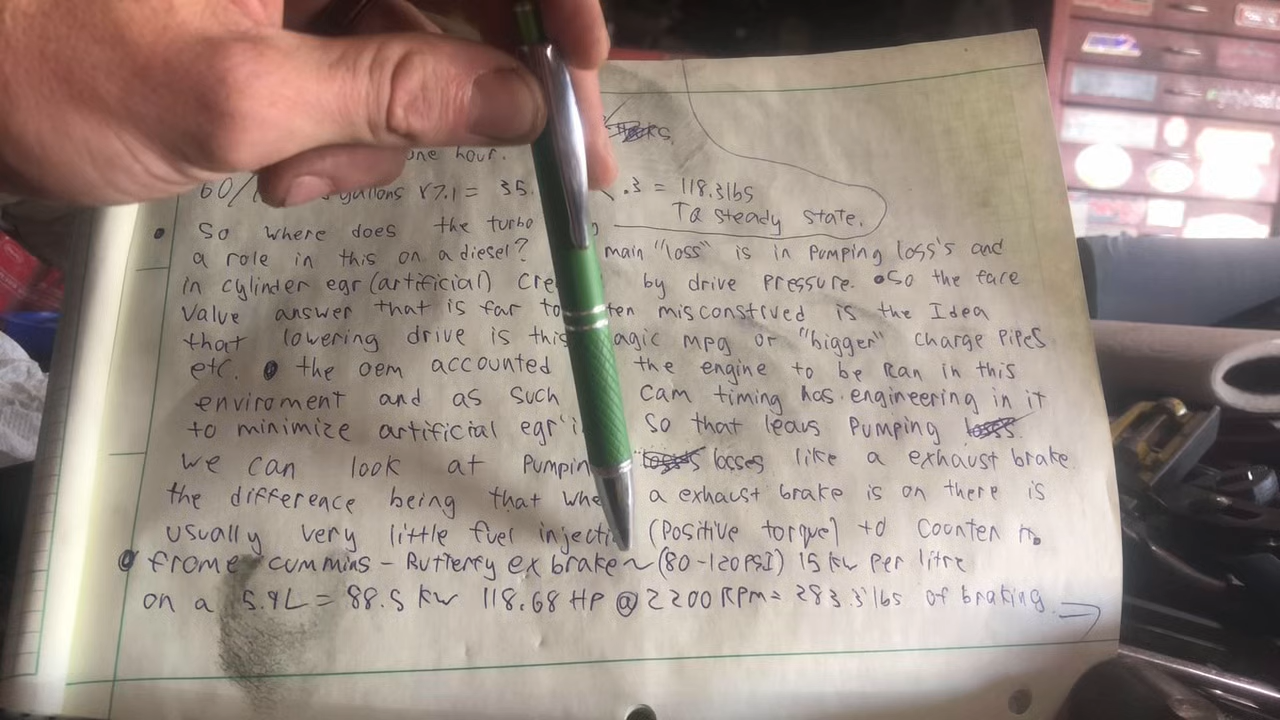 one hour.
60/ gallons x7.1 = 35. .3 = 118.3lbs
TQ steady state.
So where does the turbo
a role in this on a diesel? main "loss" is in Pumping loss's and
in cylinder egr (artificial) cre by drive pressure. •So the face
Value answer that is far to ten misconstrved is the Idea
that lowering drive is this agic mpg or "bigger" charge pipes
etc. • the oem accounted the engine to be ran in this
enviroment and as such cam timing has engineering in it
to minimize artificial egr'i So that leavs Pumping
We can look at Pumpin losses like a exhaust brake
the difference being that whe a exhaust brake is on there is
usually very little fuel injecti (Positive torque) to counter it.
• frome cummins - Butterfly ex brake ~ (80-120PSI) 15 kw Per litre
on a 5.9L = 88.5 kw 118.68 HP @ 2200 RPM = 283.3 lbs of braking →